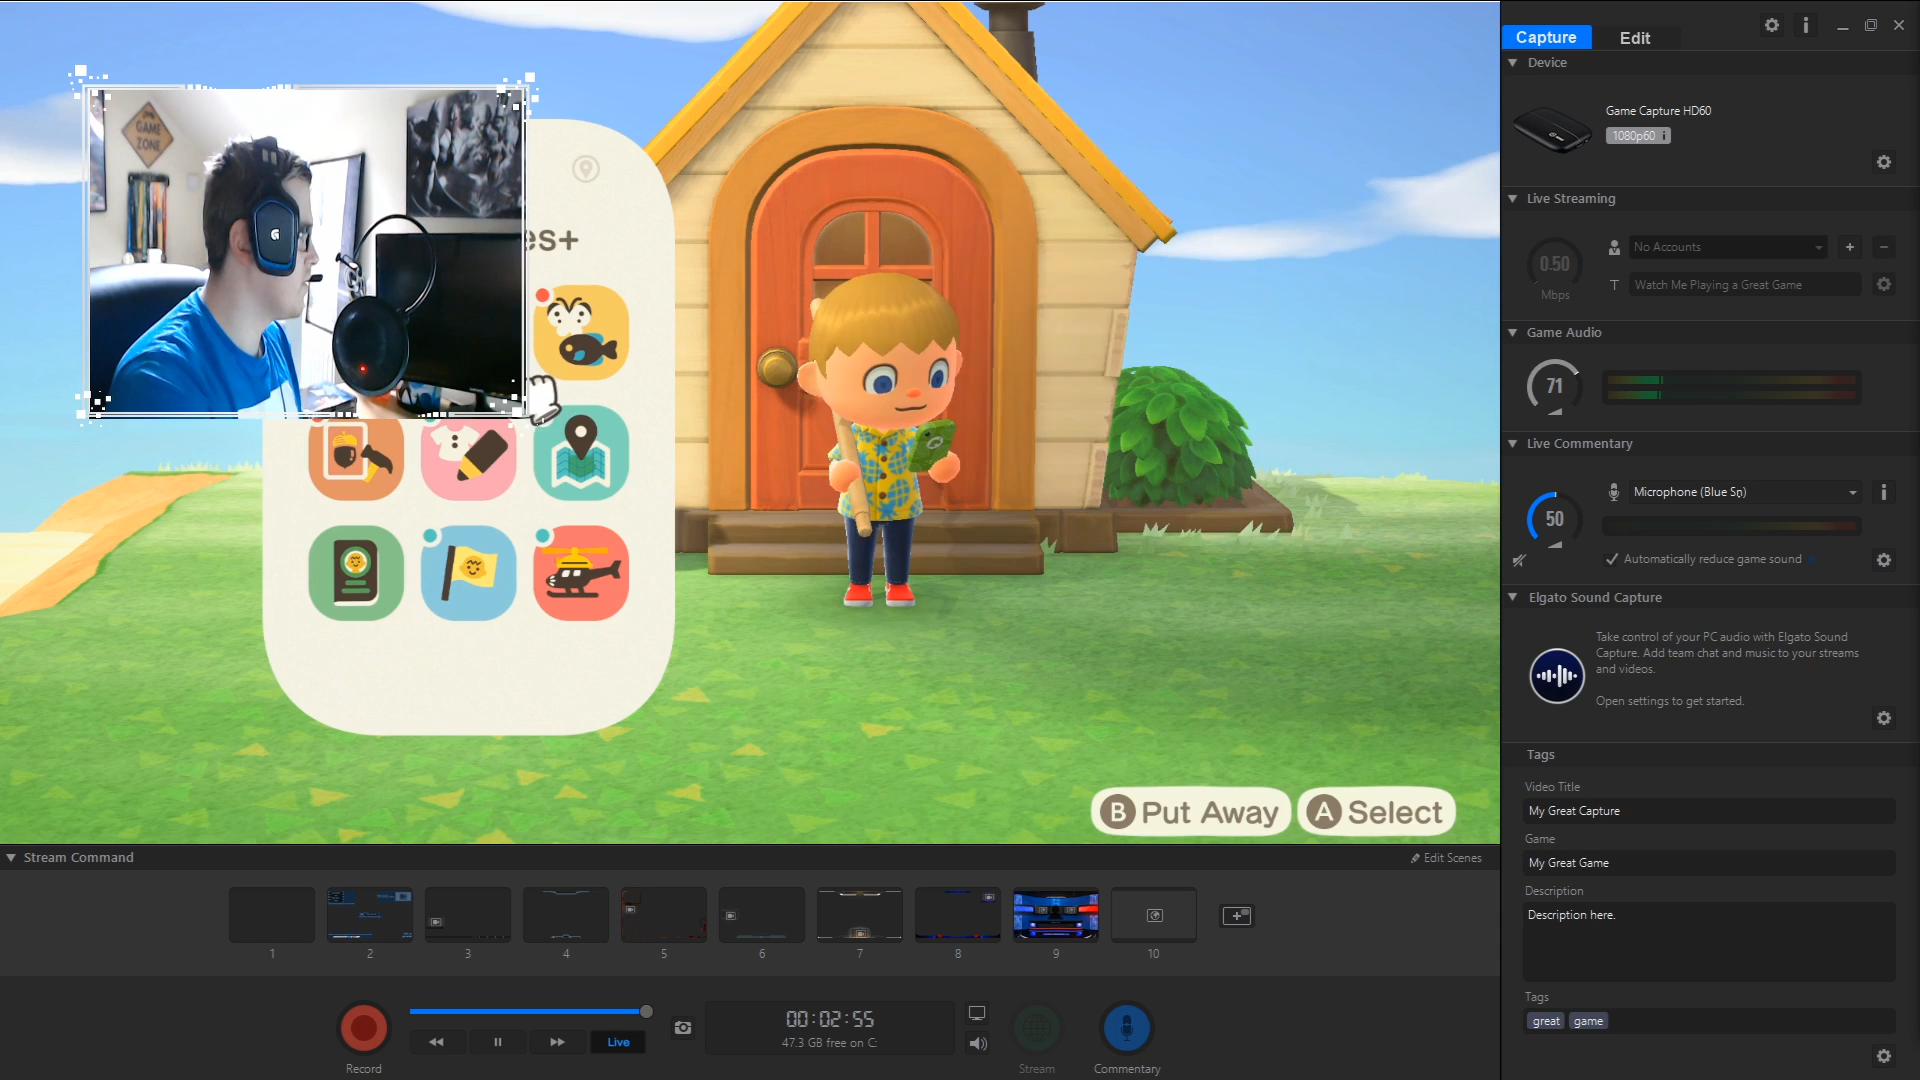 Capture
Edit
Device
Game Capture HD60
1080p60 i
Live Streaming
No Accounts
0.50
Mbps
T
Watch Me Playing a Great Game
Game Audio
71
Live Commentary
Microphone (Blue Sn)
50
Automatically reduce game sound
Elgato Sound Capture
Take control of your PC audio with Elgato Sound
Capture. Add team chat and music to your streams
and videos.
Open settings to get started.
Tags
Video Title
My Great Capture
Game
My Great Game
Description
Description here.
Tags
great game
GAME
ZONE
G
es+
B Put Away
A Select
Stream Command
Edit Scenes
1 2 3 4 5 6 7 8 9 10
Live
00:02:55
47.3 GB free on C:
Record
Stream
Commentary